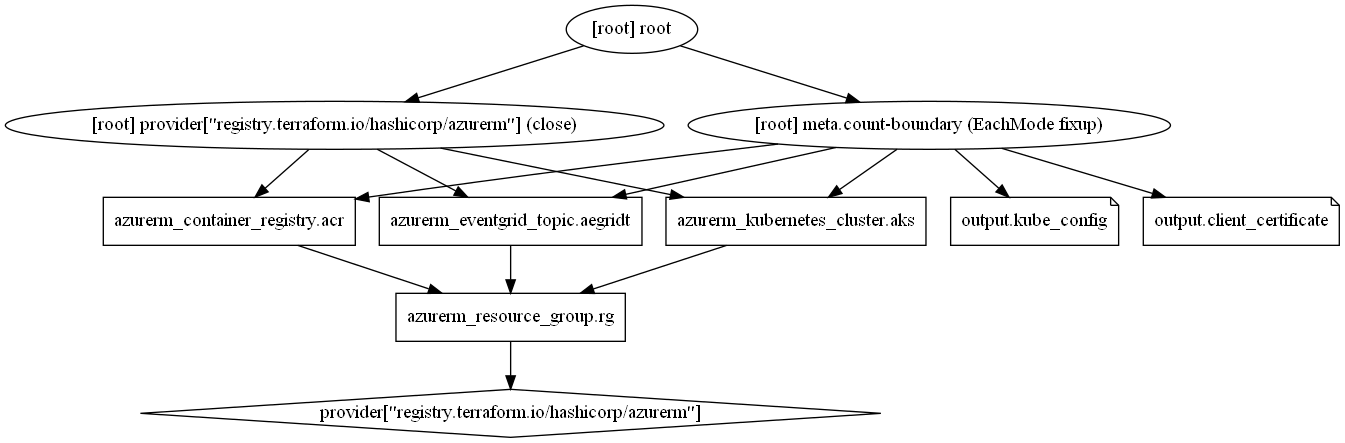 [root] root
[root] provider["registry.terraform.io/hashicorp/azurerm"] (close)
[root] meta.count-boundary (EachMode fixup)
azurerm_container_registry.acr
azurerm_eventgrid_topic.aegridt
azurerm_kubernetes_cluster.aks
output.kube_config
output.client_certificate
azurerm_resource_group.rg
provider["registry.terraform.io/hashicorp/azurerm"]